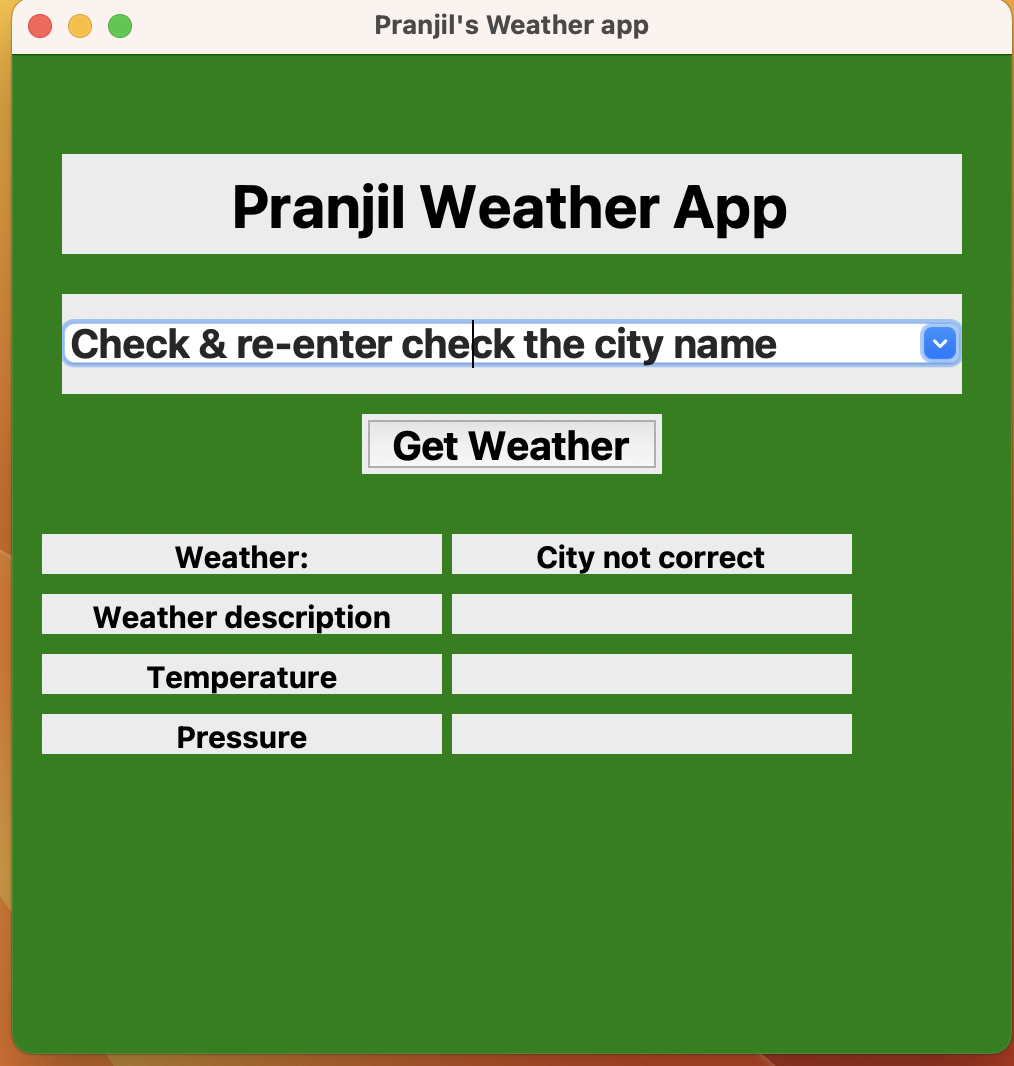 Pranjil's Weather app
Pranjil Weather App
Check & re-enter check the city name
Get Weather
Weather: City not correct
Weather description
Temperature
Pressure